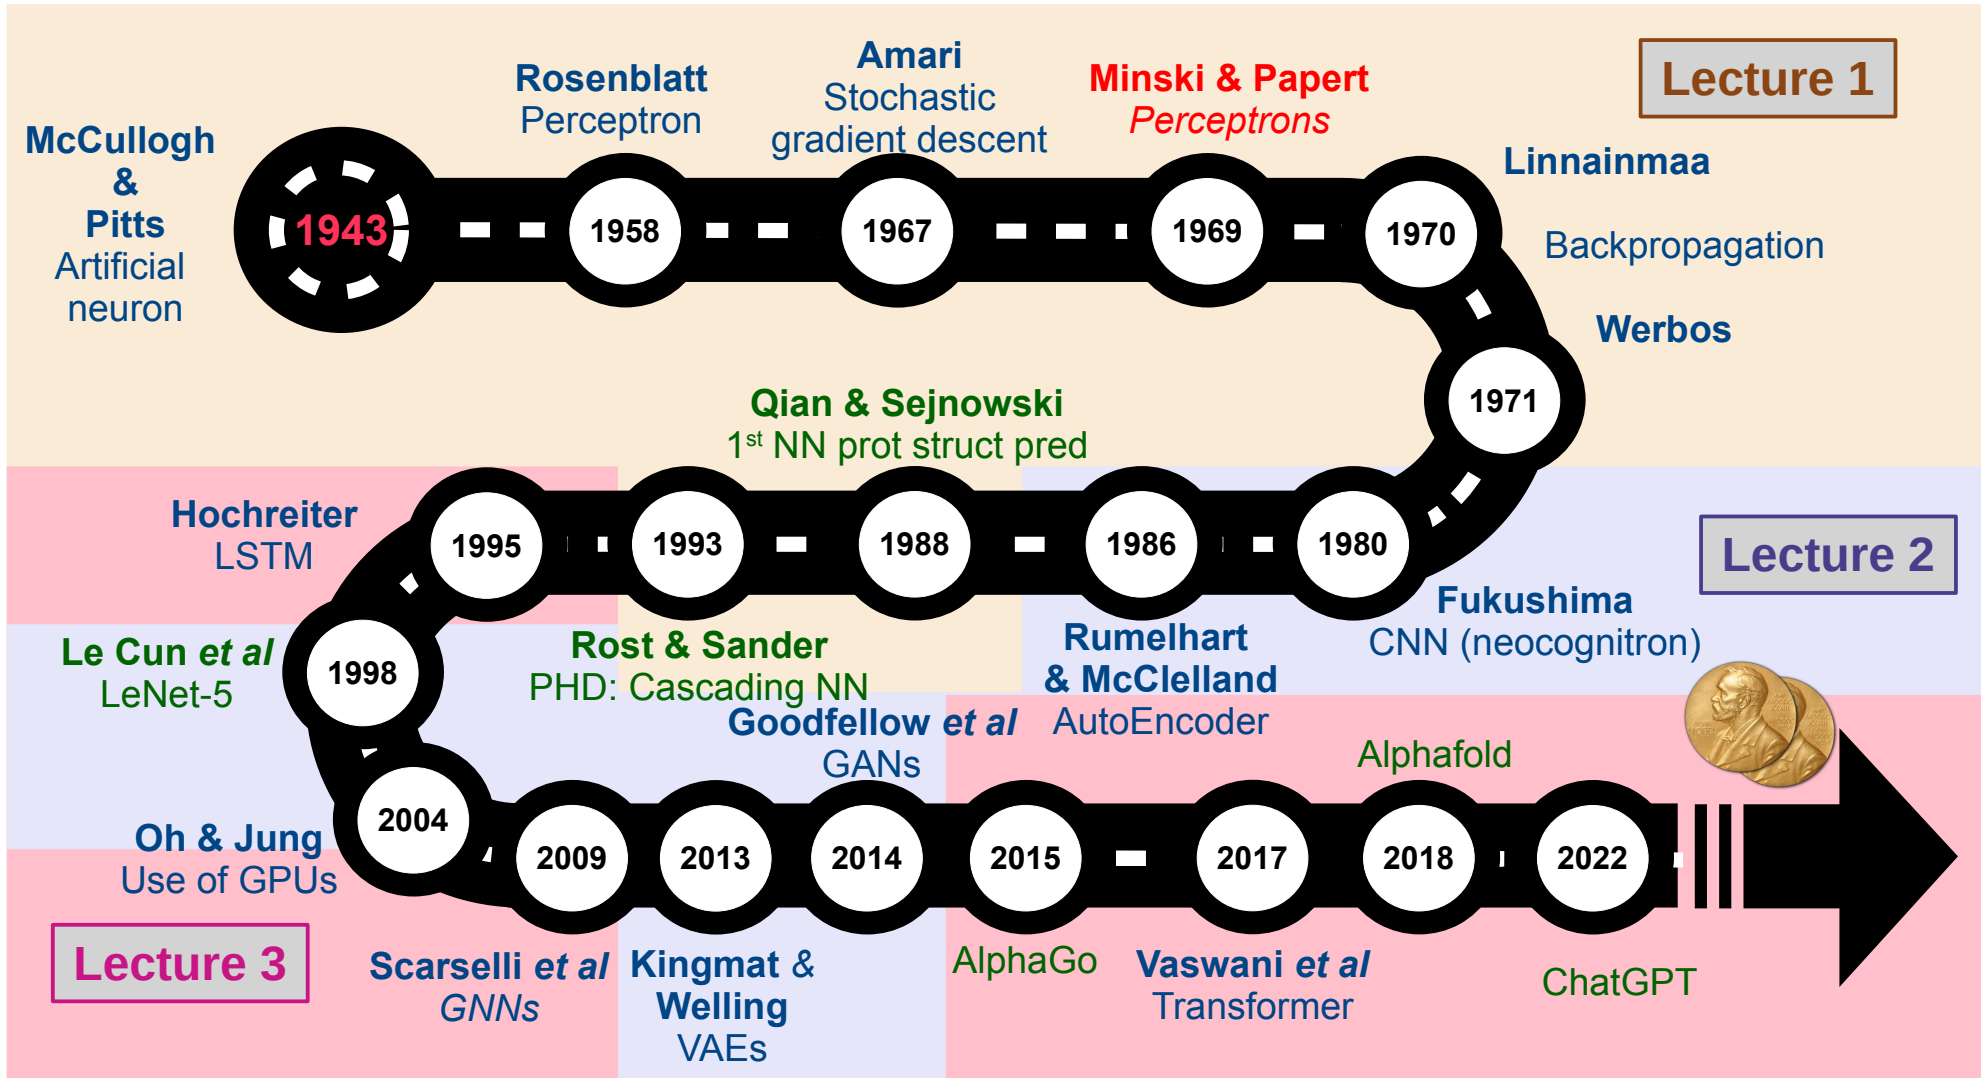 McCullogh
&
Pitts
Artificial
neuron
1943
Rosenblatt
Perceptron
1958
Amari
Stochastic
gradient descent
1967
Minski & Papert
Perceptrons
1969
Lecture 1
Linnainmaa
1970
Backpropagation
Werbos
1971
Lecture 2
Fukushima
CNN (neocognitron)
1980
Rumelhart
& McClelland
AutoEncoder
1986
Qian & Sejnowski
1st NN prot struct pred
1988
Rost & Sander
PHD: Cascading NN
1993
Hochreiter
LSTM
1995
Le Cun et al
LeNet-5
1998
Oh & Jung
Use of GPUs
2004
Lecture 3
Scarselli et al
GNNs
2009
Kingmat &
Welling
VAEs
2013
Goodfellow et al
GANs
2014
AlphaGo
2015
Vaswani et al
Transformer
2017
Alphafold
2018
ChatGPT
2022